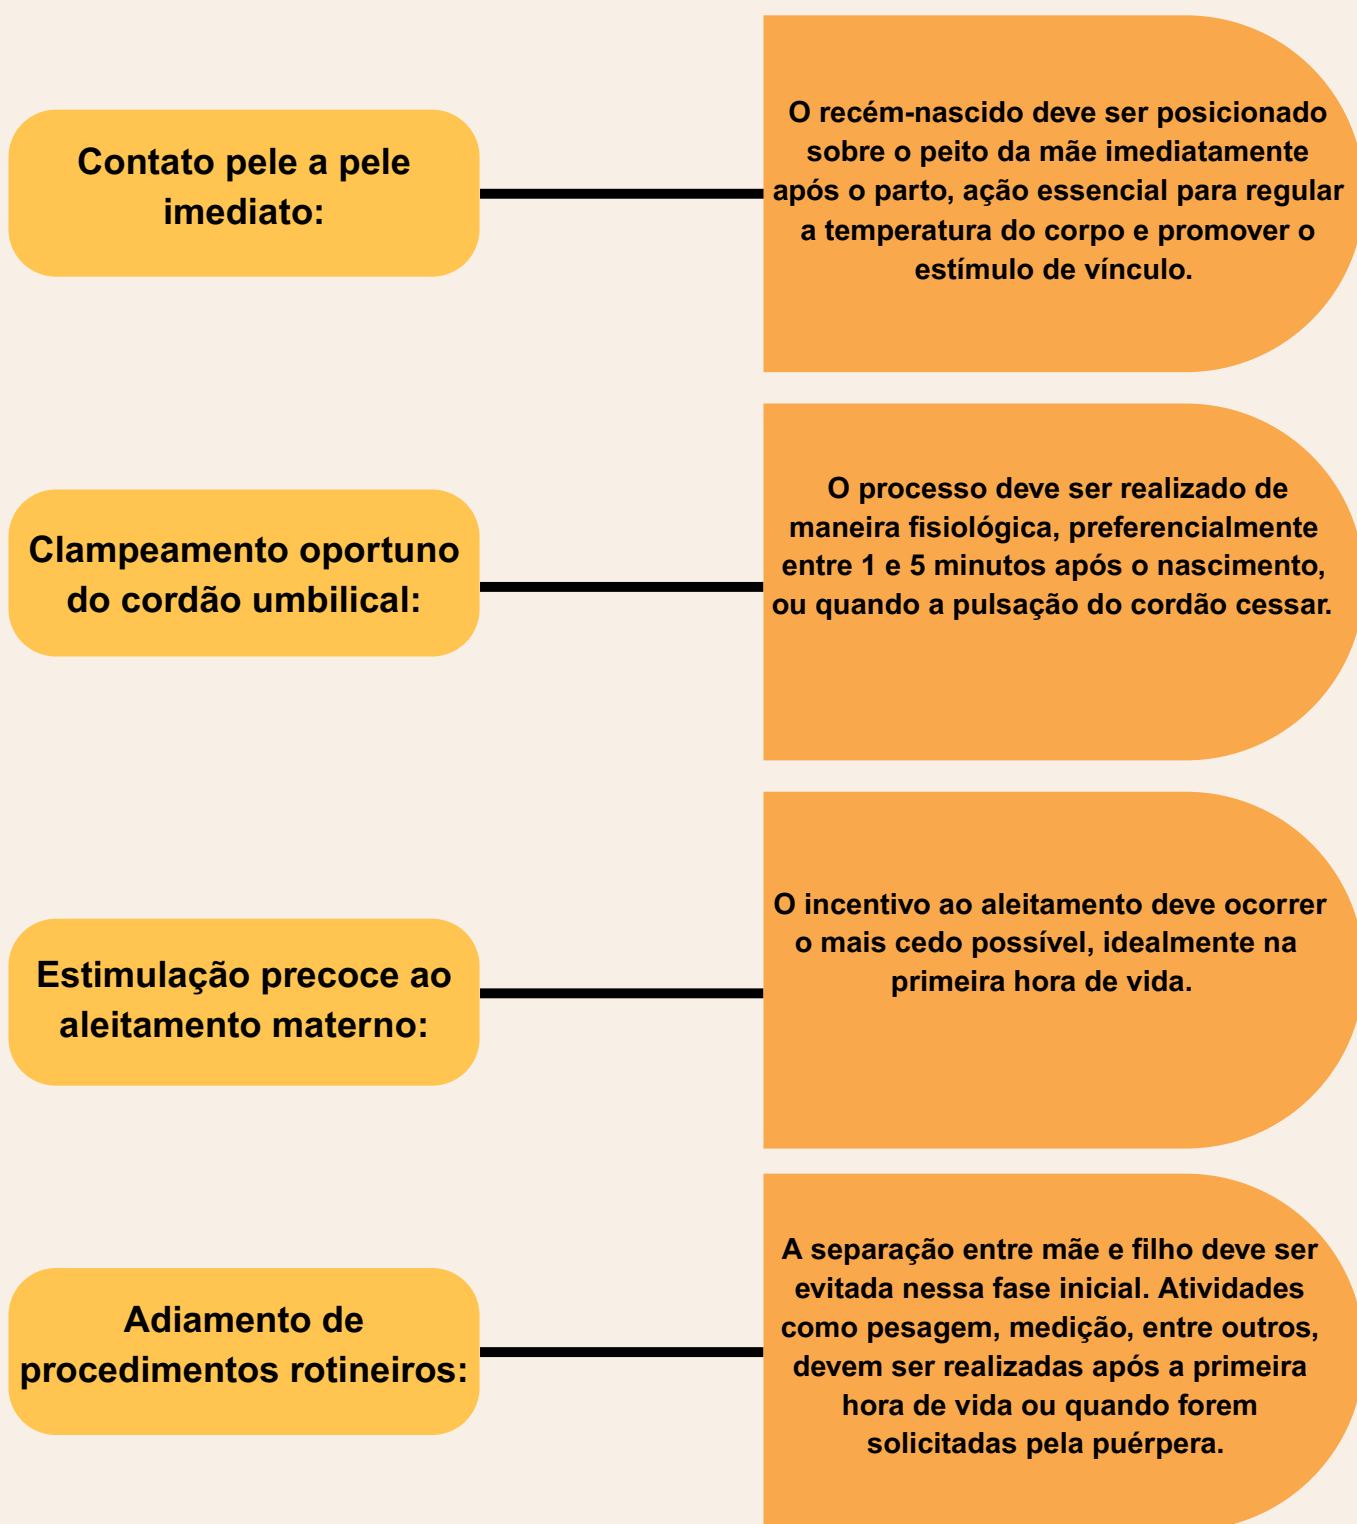 Contato pele a pele
imediato:
O recém-nascido deve ser posicionado
sobre o peito da mãe imediatamente
após o parto, ação essencial para regular
a temperatura do corpo e promover o
estímulo de vínculo.
Clampeamento oportuno
do cordão umbilical:
O processo deve ser realizado de
maneira fisiológica, preferencialmente
entre 1 e 5 minutos após o nascimento,
ou quando a pulsação do cordão cessar.
Estimulação precoce ao
aleitamento materno:
O incentivo ao aleitamento deve ocorrer
o mais cedo possível, idealmente na
primeira hora de vida.
Adiamento de
procedimentos rotineiros:
A separação entre mãe e filho deve ser
evitada nessa fase inicial. Atividades
como pesagem, medição, entre outros,
devem ser realizadas após a primeira
hora de vida ou quando forem
solicitadas pela puérpera.